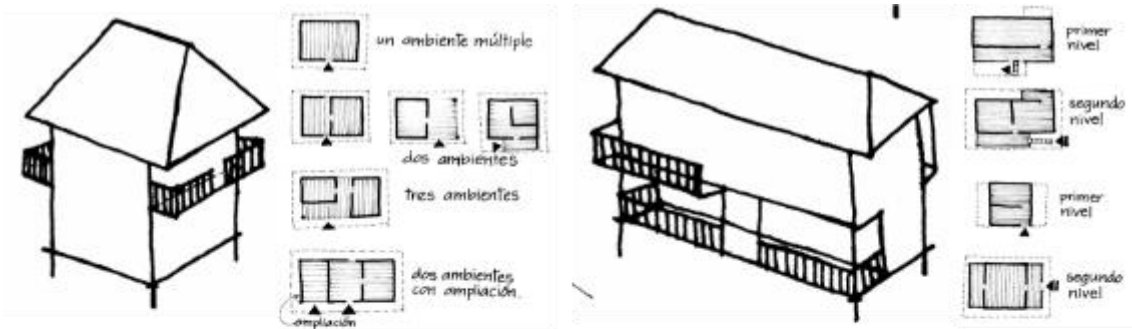 un ambiente múltiple
dos ambientes
tres ambientes
dos ambientes
con ampliación.
ampliación
primer
nivel
segundo
nivel
primer
nivel
segundo
nivel